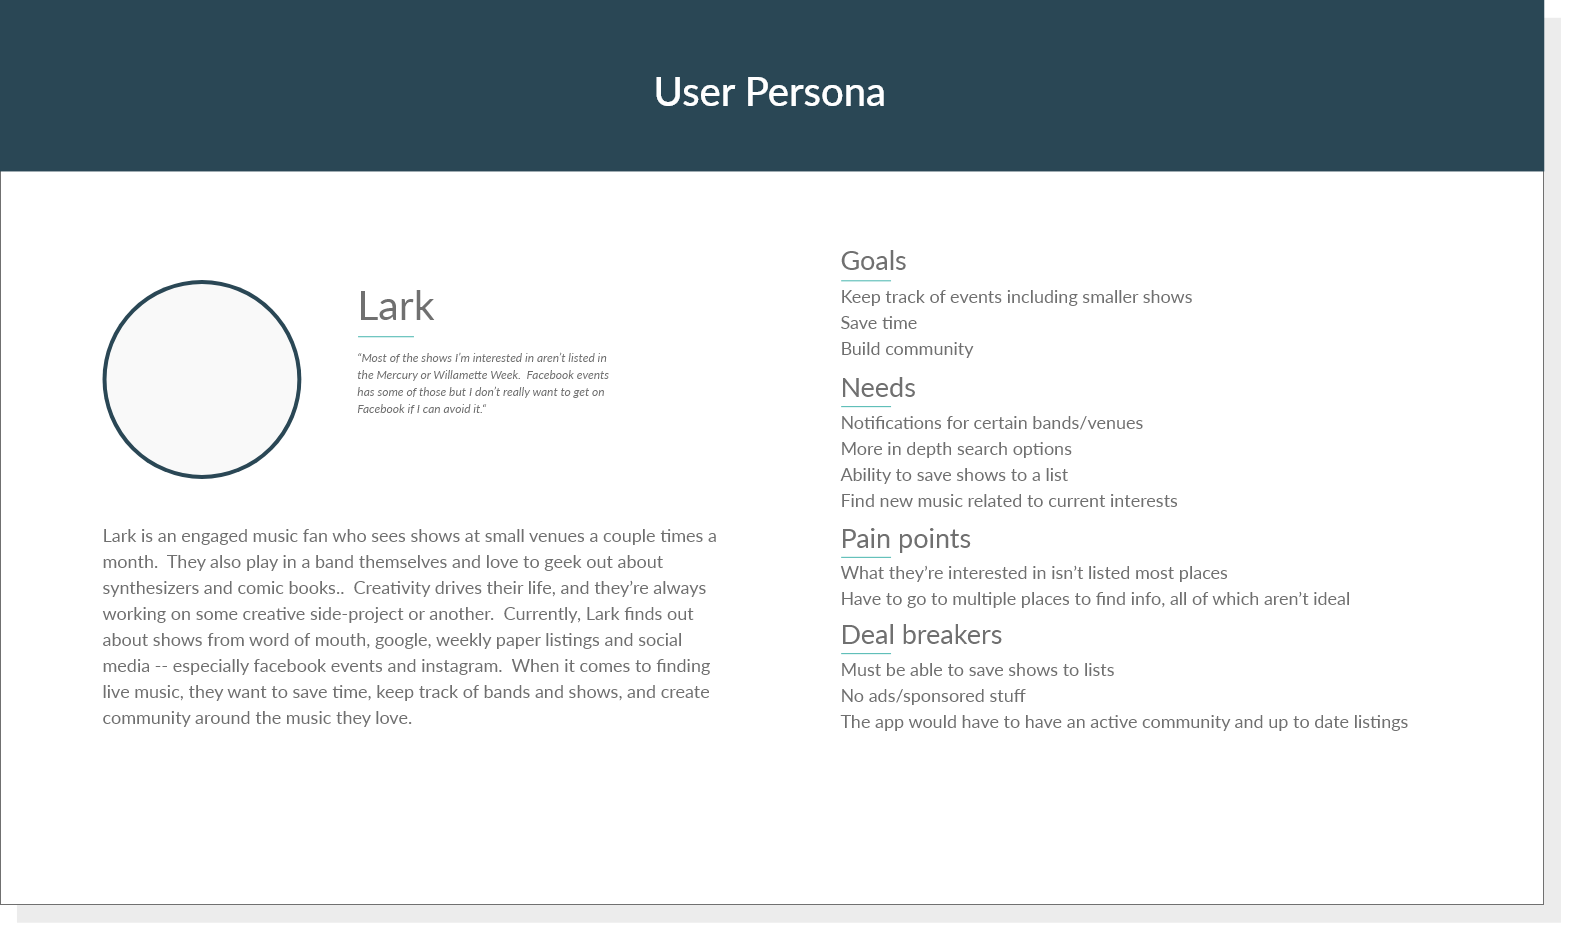 User Persona
Lark
“Most of the shows I’m interested in aren’t listed in
the Mercury or Willamette Week.  Facebook events
has some of those but I don’t really want to get on
Facebook if I can avoid it.“
Lark is an engaged music fan who sees shows at small venues a couple times a
month.  They also play in a band themselves and love to geek out about
synthesizers and comic books..  Creativity drives their life, and they’re always
working on some creative side-project or another.  Currently, Lark finds out
about shows from word of mouth, google, weekly paper listings and social
media -- especially facebook events and instagram.  When it comes to finding
live music, they want to save time, keep track of bands and shows, and create
community around the music they love.
Goals
Keep track of events including smaller shows
Save time
Build community
Needs
Notifications for certain bands/venues
More in depth search options
Ability to save shows to a list
Find new music related to current interests
Pain points
What they’re interested in isn’t listed most places
Have to go to multiple places to find info, all of which aren’t ideal
Deal breakers
Must be able to save shows to lists
No ads/sponsored stuff
The app would have to have an active community and up to date listings